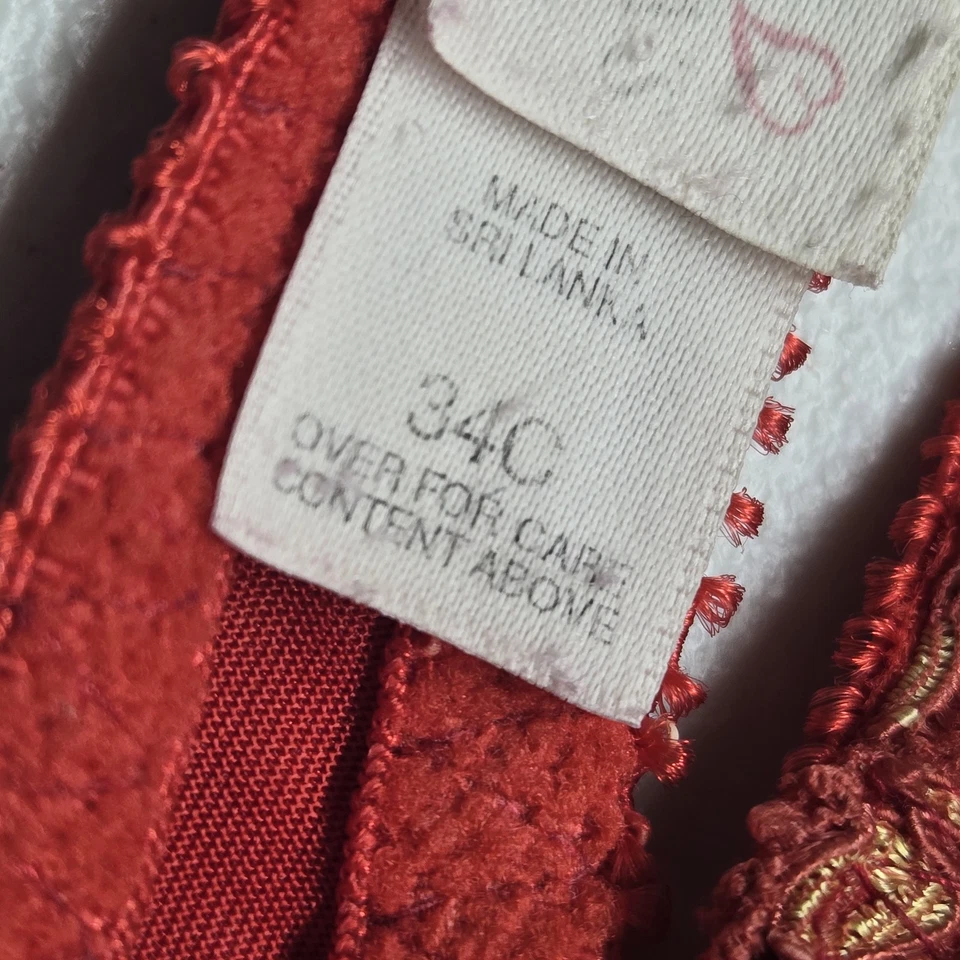 MADE IN
SRI LANKA
34C
OVER FOR CARE
CONTENT ABOVE